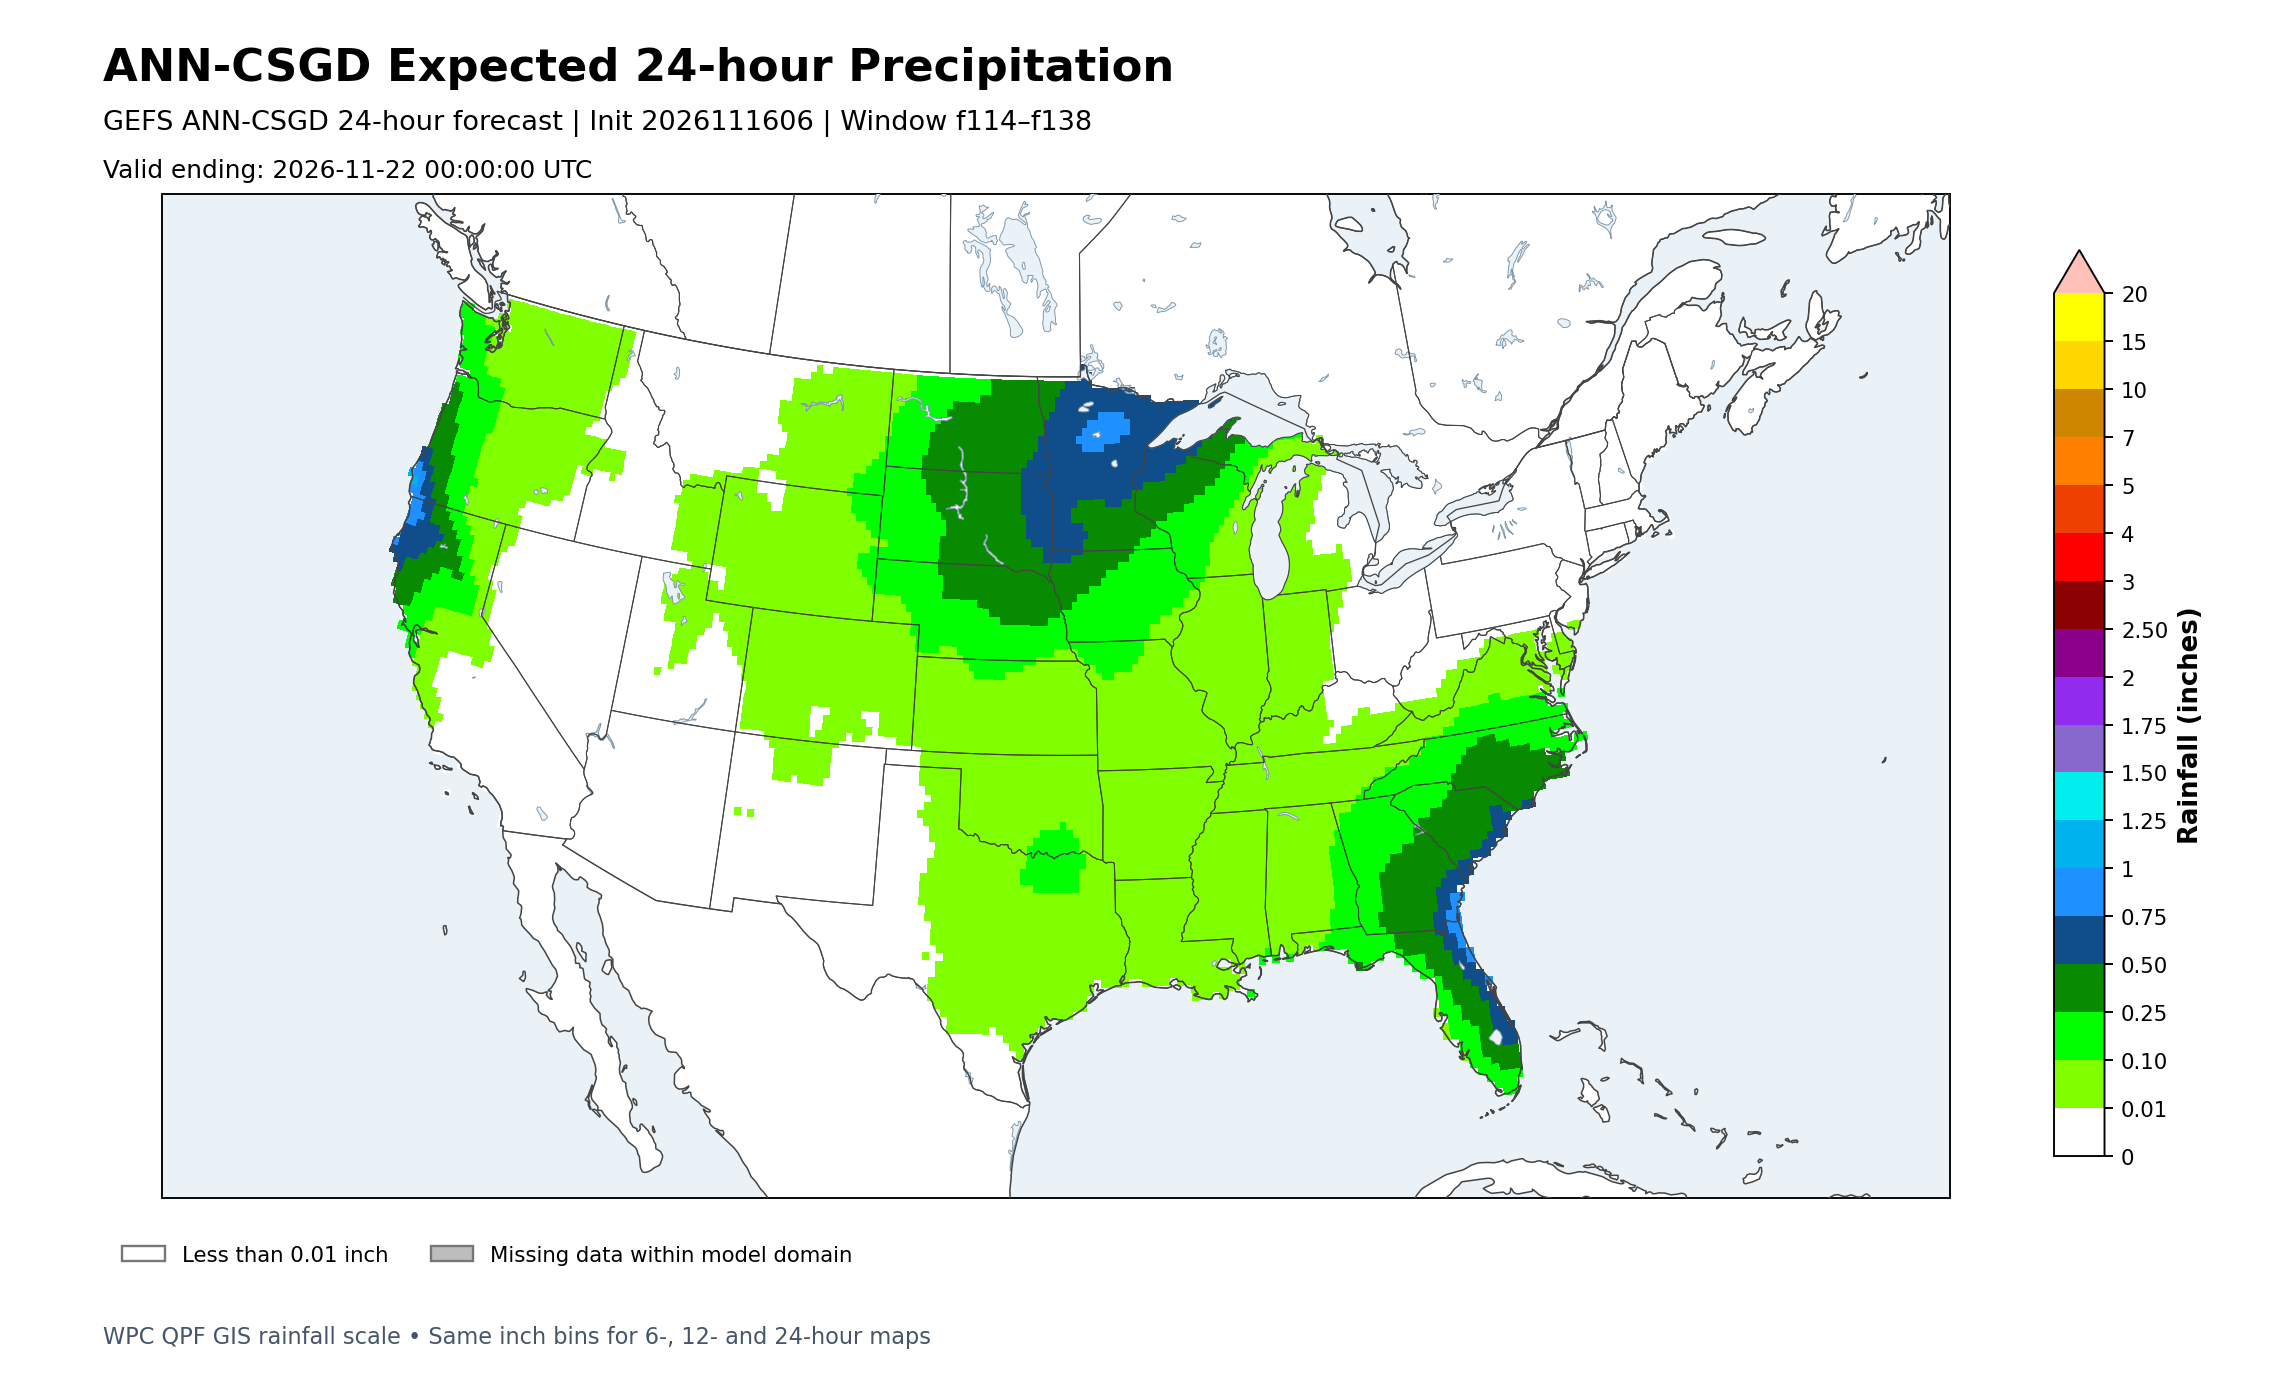 ANN-CSGD Expected 24-hour Precipitation
GEFS ANN-CSGD 24-hour forecast | Init 2026111606 | Window f114–f138
Valid ending: 2026-11-22 00:00:00 UTC
20
15
10
7
5
4
3
2.50
2
1.75
1.50
1.25
1
0.75
0.50
0.25
0.10
0.01
0
Rainfall (inches)
Less than 0.01 inch
Missing data within model domain
WPC QPF GIS rainfall scale • Same inch bins for 6-, 12- and 24-hour maps